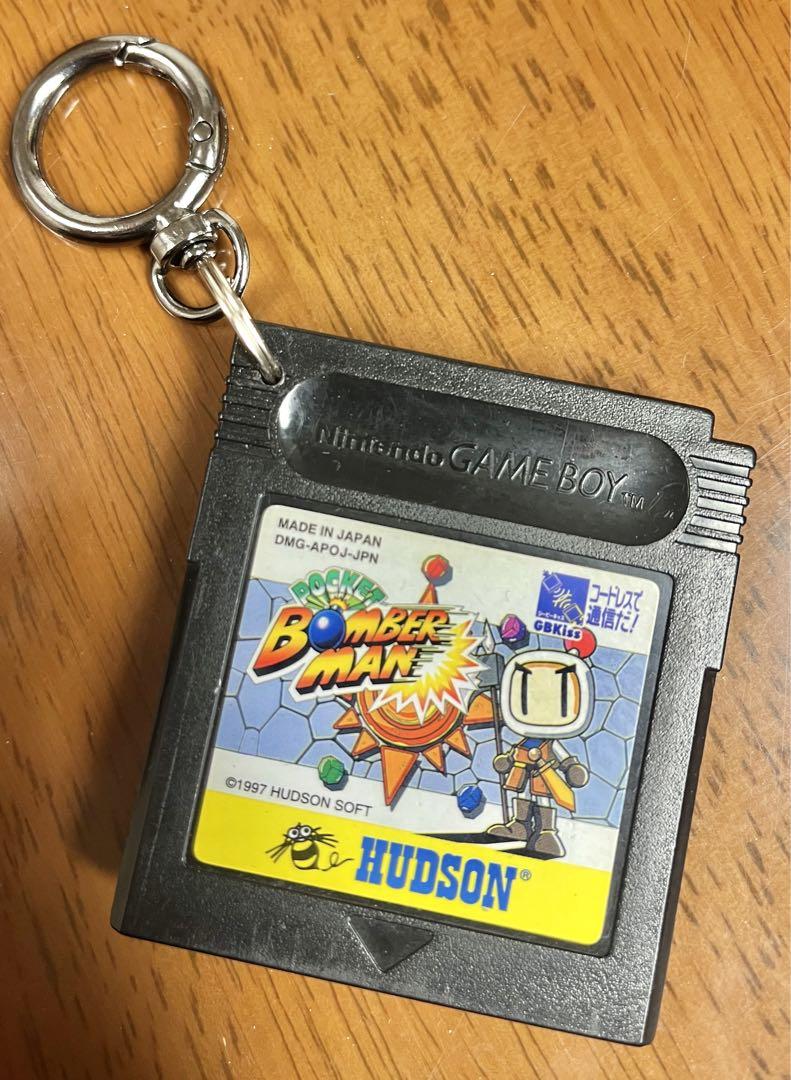 Nintendo GAME BOY™
MADE IN JAPAN
DMG-APOJ-JPN
POCKET
BOMBER
MAN
コードレスで
通信だ!
GBKiss
©1997 HUDSON SOFT
HUDSON®